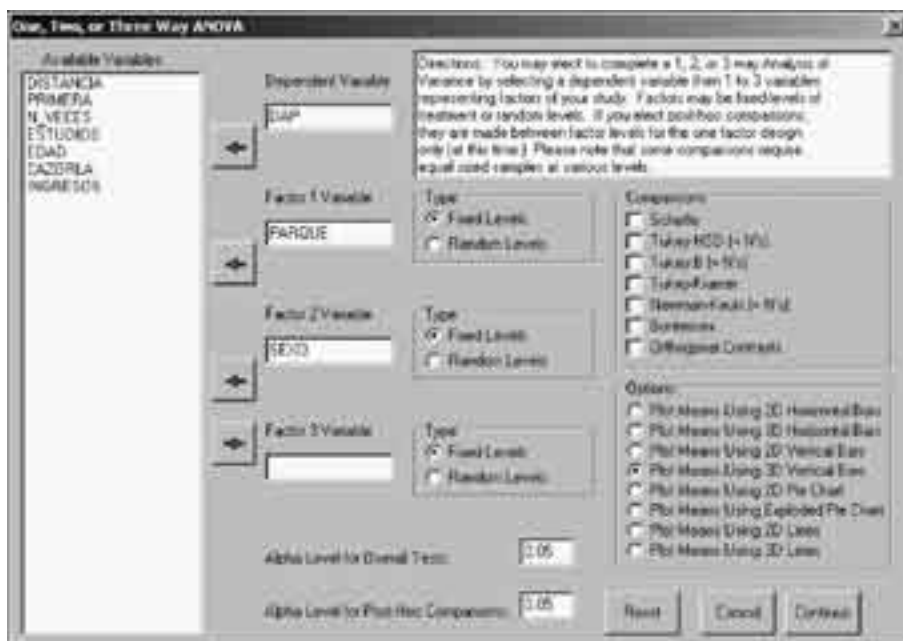 One, Two, or Three Way ANOVA
Available Variables
DISTANCIA
PRIMERA
N_VECES
ESTUDIOS
EDAD
CAZORLA
INGRESOS
Dependent Variable
DAP
Directions: You may elect to complete a 1, 2, or 3 way Analysis of
Variance by selecting a dependent variable then 1 to 3 variables
representing factors of your study. Factors may be fixed levels of
treatment or random levels. If you elect post-hoc comparisons,
they are made between factor levels for the one factor design
only (at this time.) Please note that some comparisons require
equal sized samples at various levels.
Factor 1 Variable
PARQUE
Type
Fixed Levels
Random Levels
Factor 2 Variable
SEXO
Type
Fixed Levels
Random Levels
Factor 3 Variable
Type
Fixed Levels
Random Levels
Comparisons
Scheffe
Tukey HSD (= N's)
Tukey B (= N's)
Tukey-Kramer
Newman-Keuls (= N's)
Bonferroni
Orthogonal Contrasts
Options
Plot Means Using 2D Horizontal Bars
Plot Means Using 3D Horizontal Bars
Plot Means Using 2D Vertical Bars
Plot Means Using 3D Vertical Bars
Plot Means Using 2D Pie Chart
Plot Means Using Exploded Pie Chart
Plot Means Using 2D Lines
Plot Means Using 3D Lines
Alpha Level for Overall Tests:
0.05
Alpha Level for Post-Hoc Comparisons:
0.05
Reset
Cancel
Continue